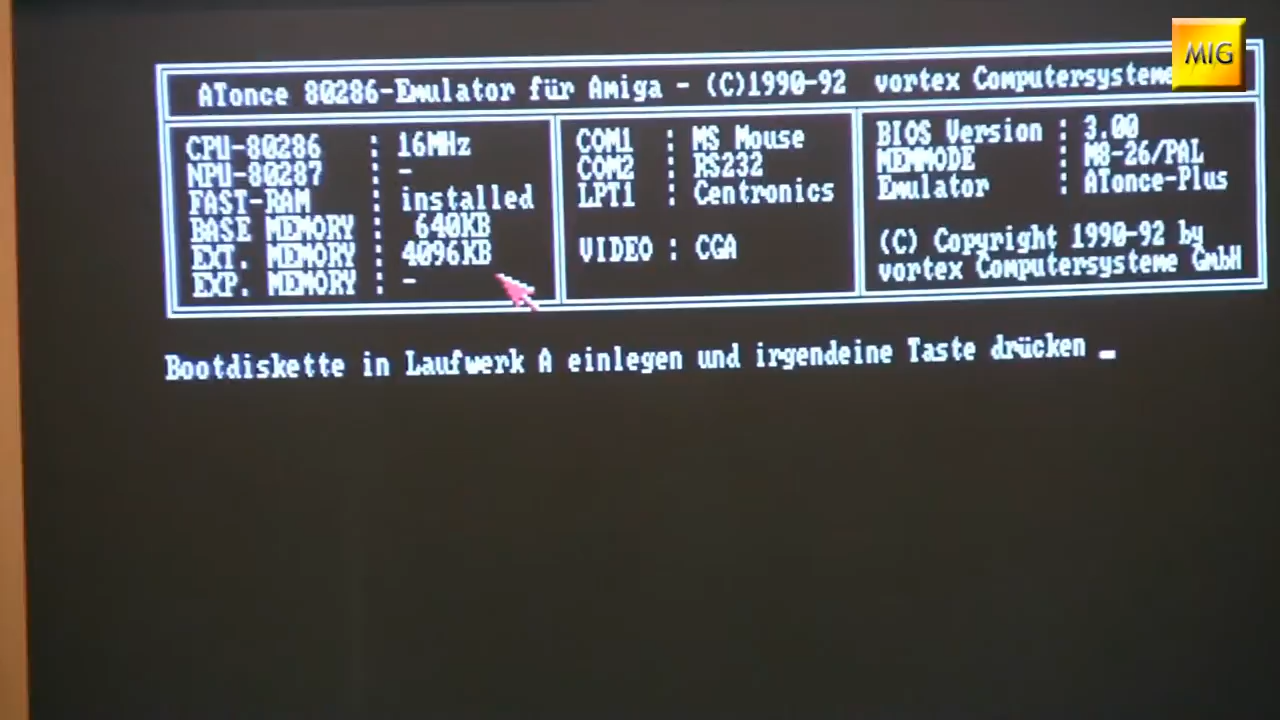 MIG
ATonce 80286-Emulator für Amiga - (C)1990-92 vortex Computersysteme
CPU-80286 : 16MHz
NPU-80287 : -
FAST-RAM : installed
BASE MEMORY : 640KB
EXT. MEMORY : 4096KB
EXP. MEMORY : -
COM1 : MS Mouse
COM2 : RS232
LPT1 : Centronics
VIDEO : CGA
BIOS Version : 3.00
MEMMODE : M8-26/PAL
Emulator : ATonce-Plus
(C) Copyright 1990-92 by
vortex Computersysteme GmbH
Bootdiskette in Laufwerk A einlegen und irgendeine Taste drücken